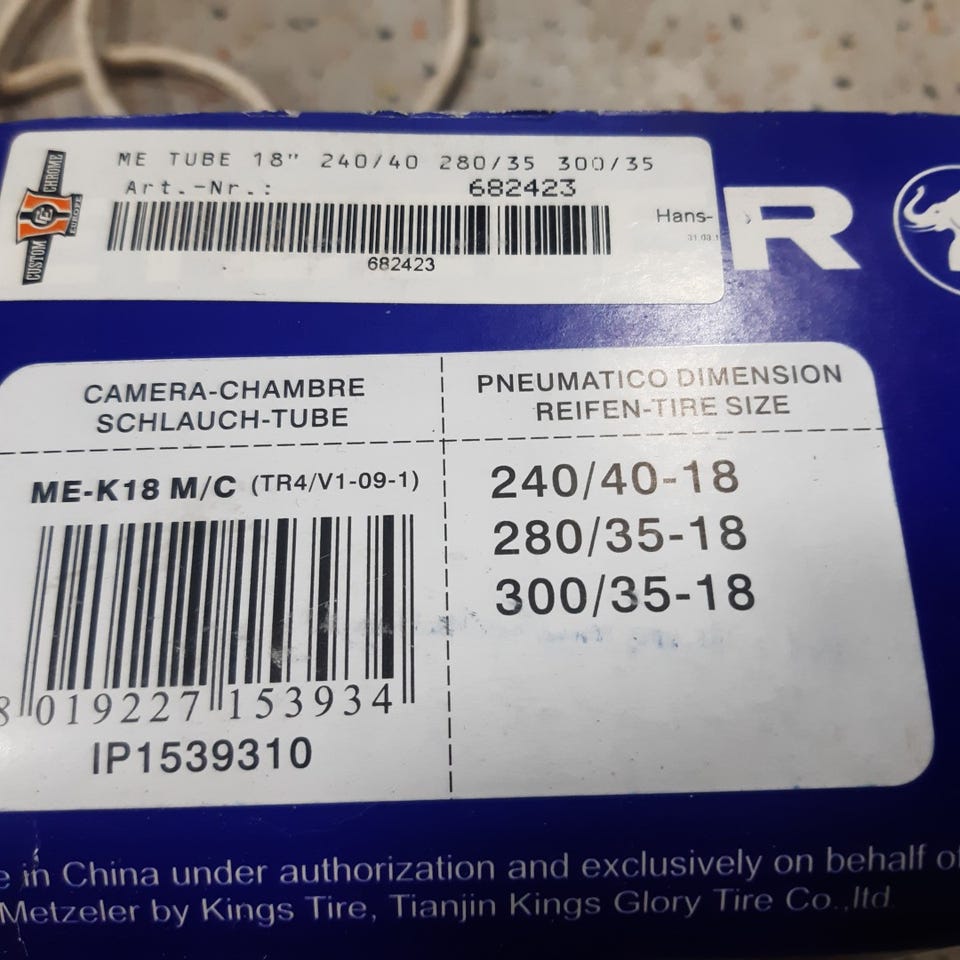 ME TUBE 18" 240/40 280/35 300/35
Art.-Nr.: 682423
CUSTOM CHROME EUROPE
682423
Hans-
R
CAMERA-CHAMBRE
SCHLAUCH-TUBE
PNEUMATICO DIMENSION
REIFEN-TIRE SIZE
ME-K18 M/C (TR4/V1-09-1)
240/40-18
280/35-18
300/35-18
8 019227 153934
IP1539310
e in China under authorization and exclusively on behalf of
Metzeler by Kings Tire, Tianjin Kings Glory Tire Co.,ltd.